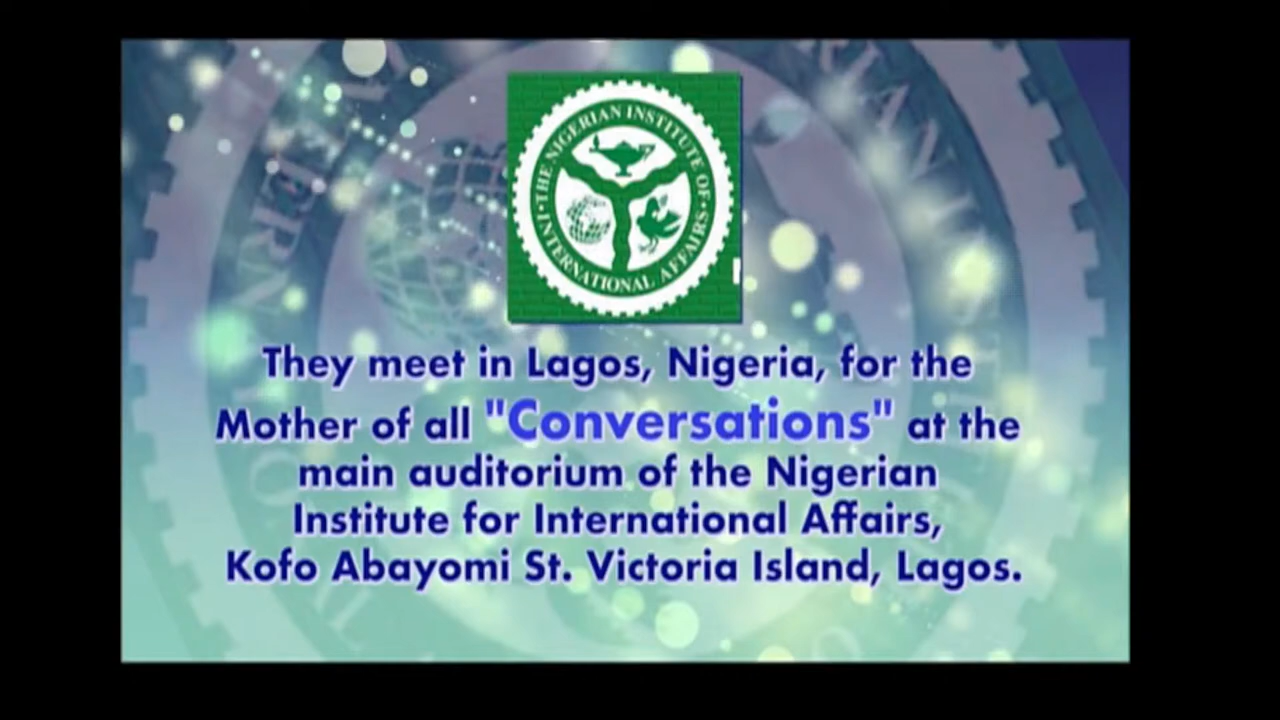 THE NIGERIAN INSTITUTE OF
INTERNATIONAL AFFAIRS
They meet in Lagos, Nigeria, for the
Mother of all "Conversations" at the
main auditorium of the Nigerian
Institute for International Affairs,
Kofo Abayomi St. Victoria Island, Lagos.